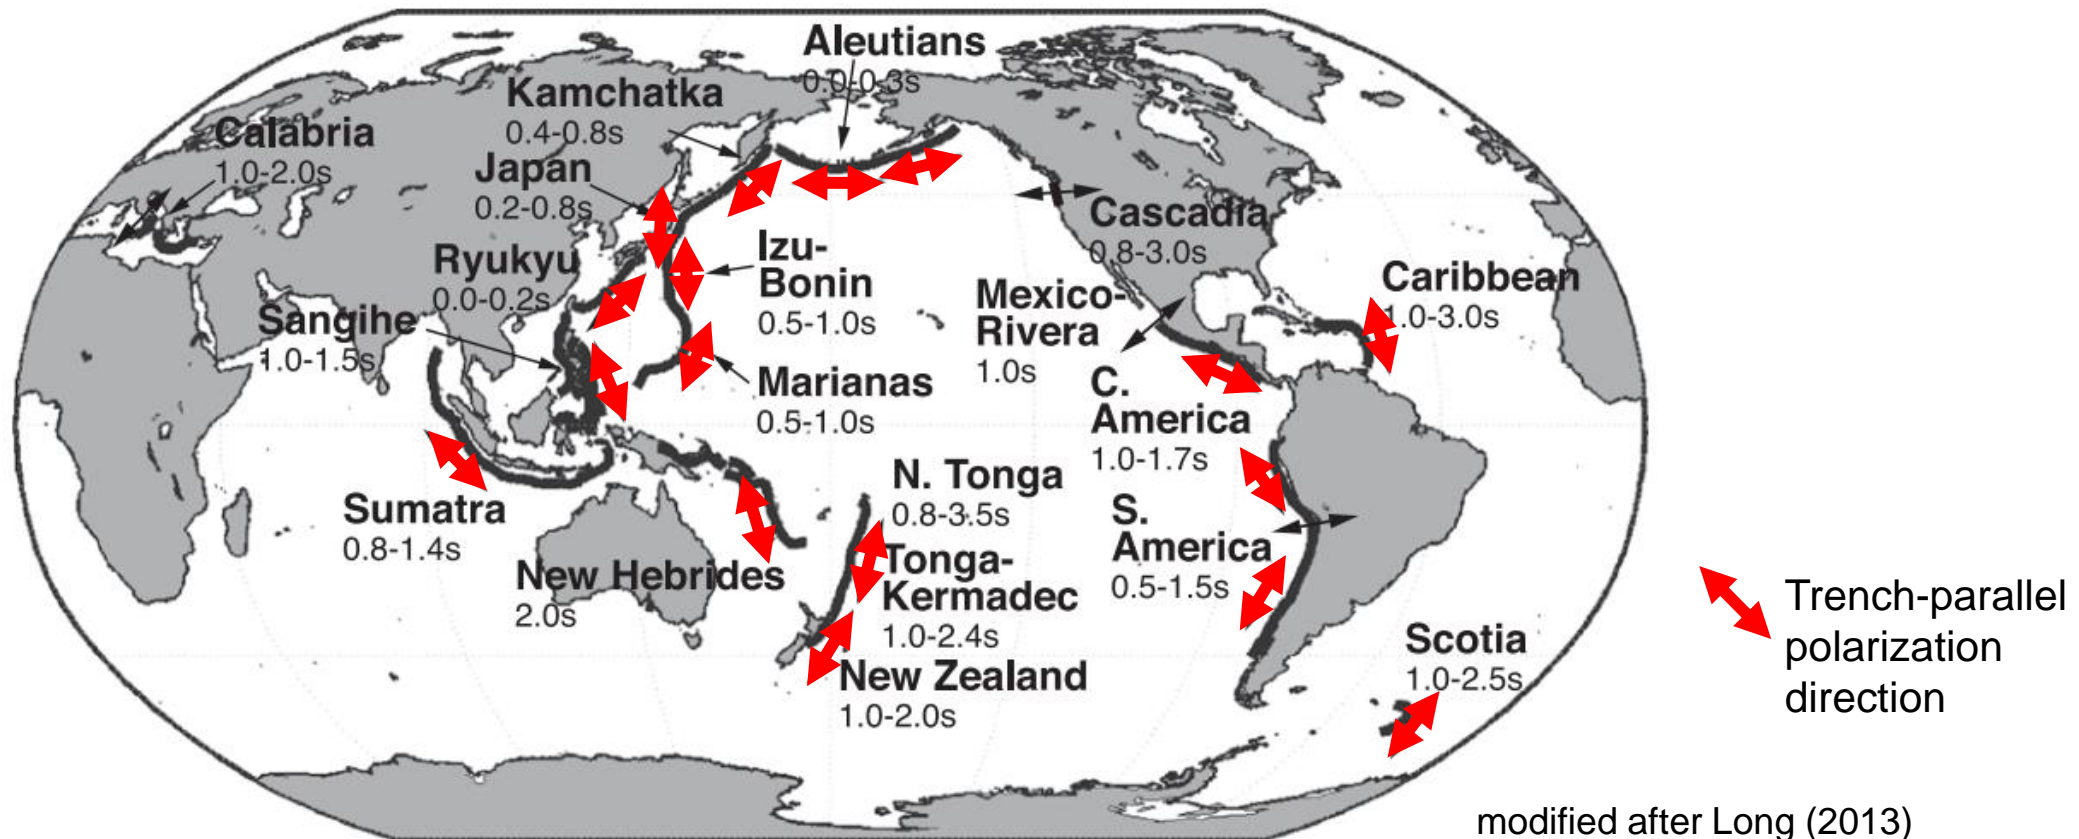 Aleutians
0.0-0.3s
Kamchatka
0.4-0.8s
Calabria
1.0-2.0s
Japan
0.2-0.8s
Cascadia
0.8-3.0s
Izu-
Bonin
0.5-1.0s
Ryukyu
0.0-0.2s
Caribbean
1.0-3.0s
Mexico-
Rivera
1.0s
Sangihe
1.0-1.5s
Marianas
0.5-1.0s
C.
America
1.0-1.7s
N. Tonga
0.8-3.5s
Sumatra
0.8-1.4s
S.
America
0.5-1.5s
Tonga-
Kermadec
1.0-2.4s
New Hebrides
2.0s
New Zealand
1.0-2.0s
Scotia
1.0-2.5s
Trench-parallel
polarization
direction
modified after Long (2013)